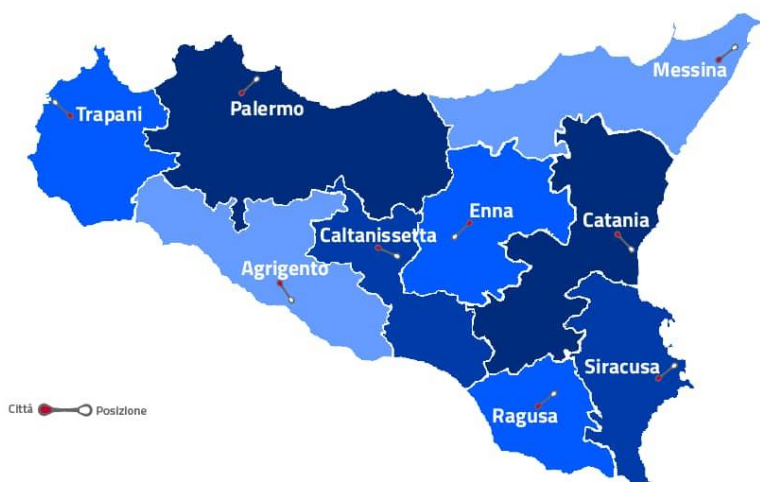 Messina
Trapani
Palermo
Enna
Catania
Caltanissetta
Agrigento
Siracusa
Ragusa
Città Posizione